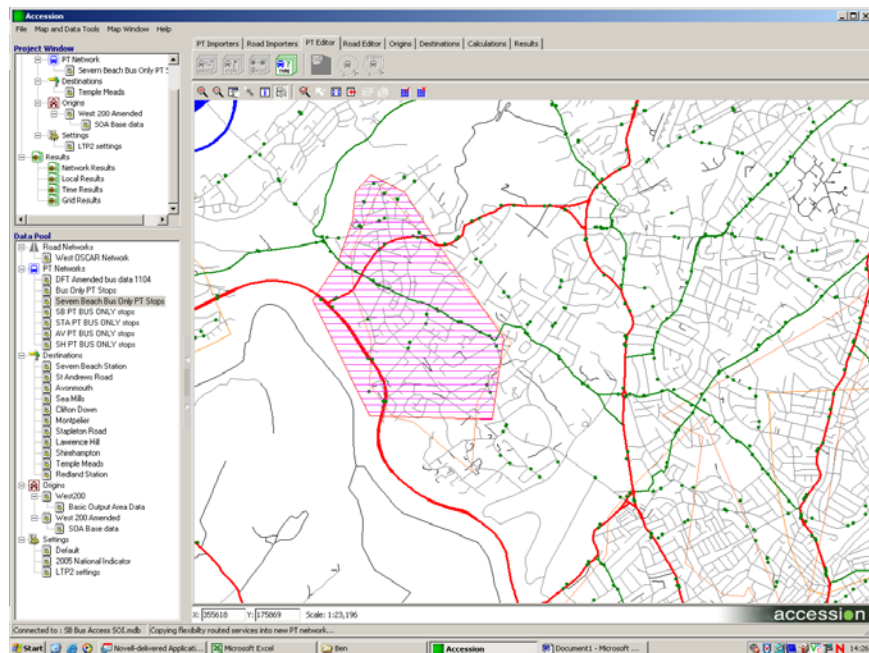 Accession
File Map and Data Tools Map Window Help
Project Window
PT Network
Severn Beach Bus Only PT S
Destinations
Temple Meads
Origins
West 200 Amended
SOA Base data
Settings
LTP2 settings
Results
Network Results
Local Results
Time Results
Grid Results
Data Pool
Road Networks
West OSCAR Network
PT Networks
DFT Amended bus data 1104
Bus Only PT Stops
Severn Beach Bus Only PT Stops
SB PT BUS ONLY stops
STA PT BUS ONLY stops
AV PT BUS ONLY stops
SH PT BUS ONLY stops
Destinations
Severn Beach Station
St Andrews Road
Avonmouth
Sea Mills
Clifton Down
Montpelier
Stapleton Road
Lawrence Hill
Shirehampton
Temple Meads
Redland Station
Origins
West200
Basic Output Area Data
West 200 Amended
SOA Base data
Settings
Default
2005 National Indicator
LTP2 settings
PT Importers Road Importers PT Editor Road Editor Origins Destinations Calculations Results
TYPE
X: 355618 Y: 175869 Scale: 1:23,196
accession
Connected to : SB Bus Access SOI.mdb Copying flexibilty routed services into new PT network...
Start Novell-delivered Applicati... Microsoft Excel Ben Accession Document1 - Microsoft ... 14:26